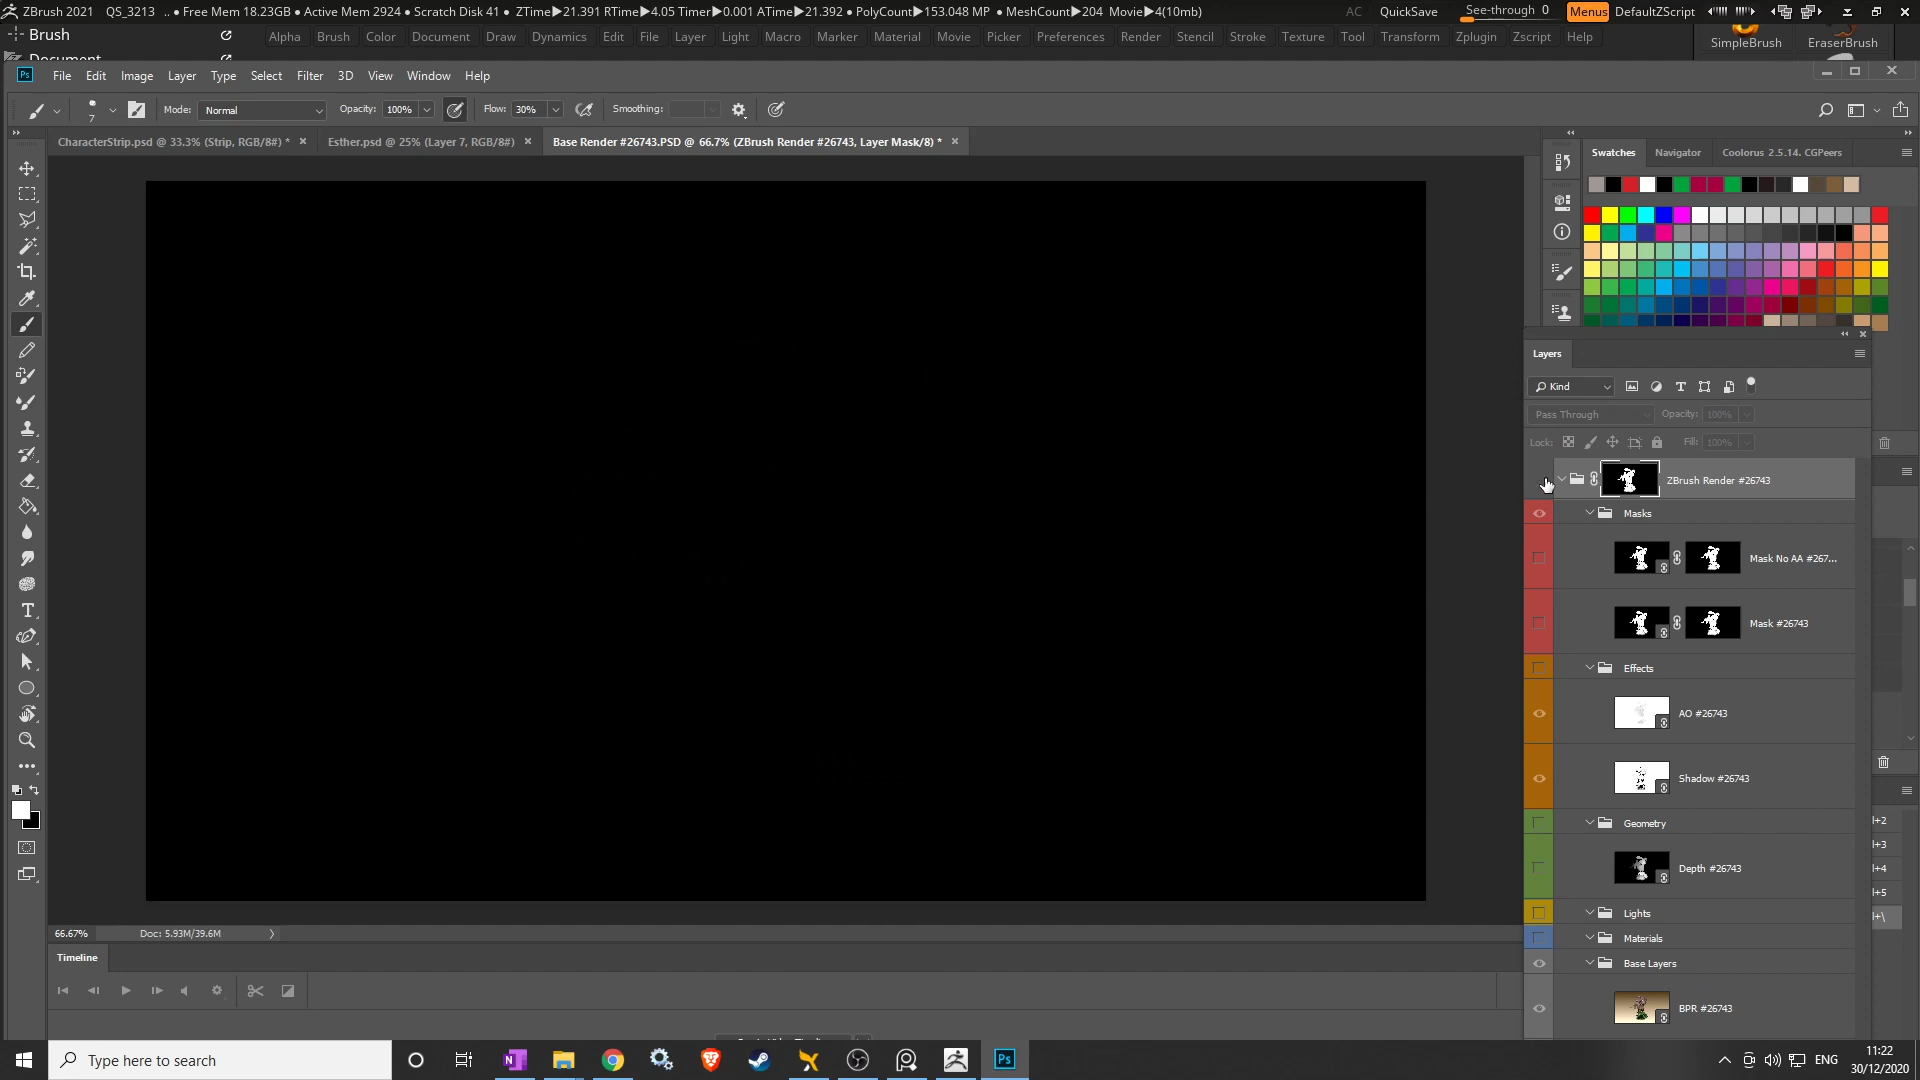 ZBrush 2021 QS_3213 .. • Free Mem 18.23GB • Active Mem 2924 • Scratch Disk 41 • ZTime▶21.391 RTime▶4.05 Timer▶0.001 ATime▶21.392 • PolyCount▶153.048 MP • MeshCount▶204 Movie▶4(10mb) AC QuickSave See-through 0 Menus DefaultZScript
Brush Alpha Brush Color Document Draw Dynamics Edit File Layer Light Macro Marker Material Movie Picker Preferences Render Stencil Stroke Texture Tool Transform Zplugin Zscript Help SimpleBrush EraserBrush
Document
Ps File Edit Image Layer Type Select Filter 3D View Window Help
7 Mode: Normal Opacity: 100% Flow: 30% Smoothing:
CharacterStrip.psd @ 33.3% (Strip, RGB/8#) * × Esther.psd @ 25% (Layer 7, RGB/8#) × Base Render #26743.PSD @ 66.7% (ZBrush Render #26743, Layer Mask/8) * ×
Swatches Navigator Coolorus 2.5.14. CGPeers
Layers
Kind
Pass Through Opacity: 100%
Lock: Fill: 100%
ZBrush Render #26743
Masks
Mask No AA #267...
Mask #26743
Effects
AO #26743
Shadow #26743
Geometry
Depth #26743
Lights
Materials
Base Layers
BPR #26743
l+2
l+3
l+4
l+5
l+\
66.67% Doc: 5.93M/39.6M
Timeline
Type here to search
ENG
11:22
30/12/2020